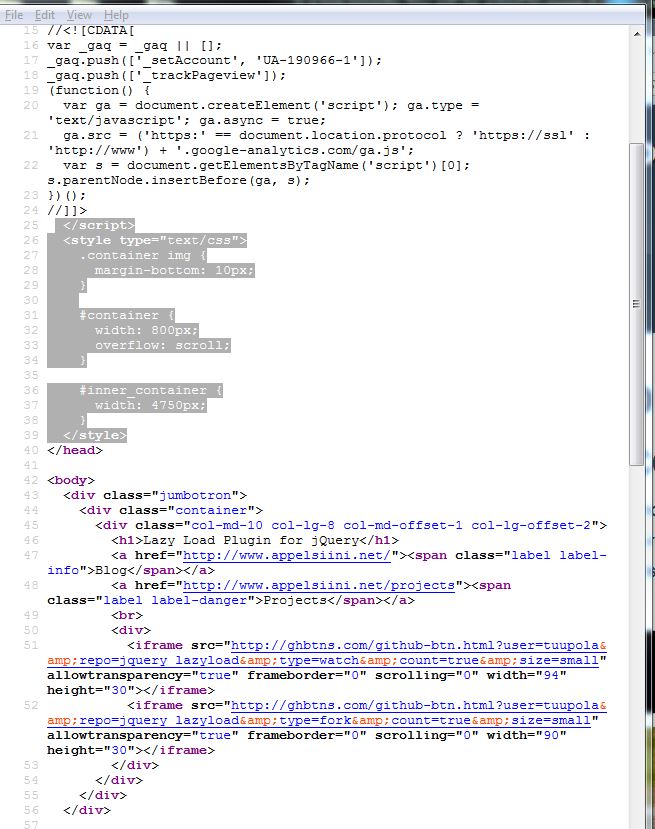 File Edit View Help
15 //<![CDATA[
16 var _gaq = _gaq || [];
17 _gaq.push(['_setAccount', 'UA-190966-1']);
18 _gaq.push(['_trackPageview']);
19 (function() {
20   var ga = document.createElement('script'); ga.type =
'text/javascript'; ga.async = true;
21   ga.src = ('https:' == document.location.protocol ? 'https://ssl' :
'http://www') + '.google-analytics.com/ga.js';
22   var s = document.getElementsByTagName('script')[0];
s.parentNode.insertBefore(ga, s);
23 })();
24 //]]>
25   </script>
26   <style type="text/css">
27     .container img {
28       margin-bottom: 10px;
29     }
30
31     #container {
32       width: 800px;
33       overflow: scroll;
34     }
35
36     #inner_container {
37       width: 4750px;
38     }
39   </style>
40 </head>
41
42 <body>
43   <div class="jumbotron">
44     <div class="container">
45       <div class="col-md-10 col-lg-8 col-md-offset-1 col-lg-offset-2">
46         <h1>Lazy Load Plugin for jQuery</h1>
47         <a href="http://www.appelsiini.net/"><span class="label label-
info">Blog</span></a>
48         <a href="http://www.appelsiini.net/projects"><span
class="label label-danger">Projects</span></a>
49         <br>
50         <div>
51           <iframe src="http://ghbtns.com/github-btn.html?user=tuupola&
amp;repo=jquery_lazyload&amp;type=watch&amp;count=true&amp;size=small"
allowtransparency="true" frameborder="0" scrolling="0" width="94"
height="30"></iframe>
52           <iframe src="http://ghbtns.com/github-btn.html?user=tuupola&
amp;repo=jquery_lazyload&amp;type=fork&amp;count=true&amp;size=small"
allowtransparency="true" frameborder="0" scrolling="0" width="90"
height="30"></iframe>
53         </div>
54       </div>
55     </div>
56   </div>
57